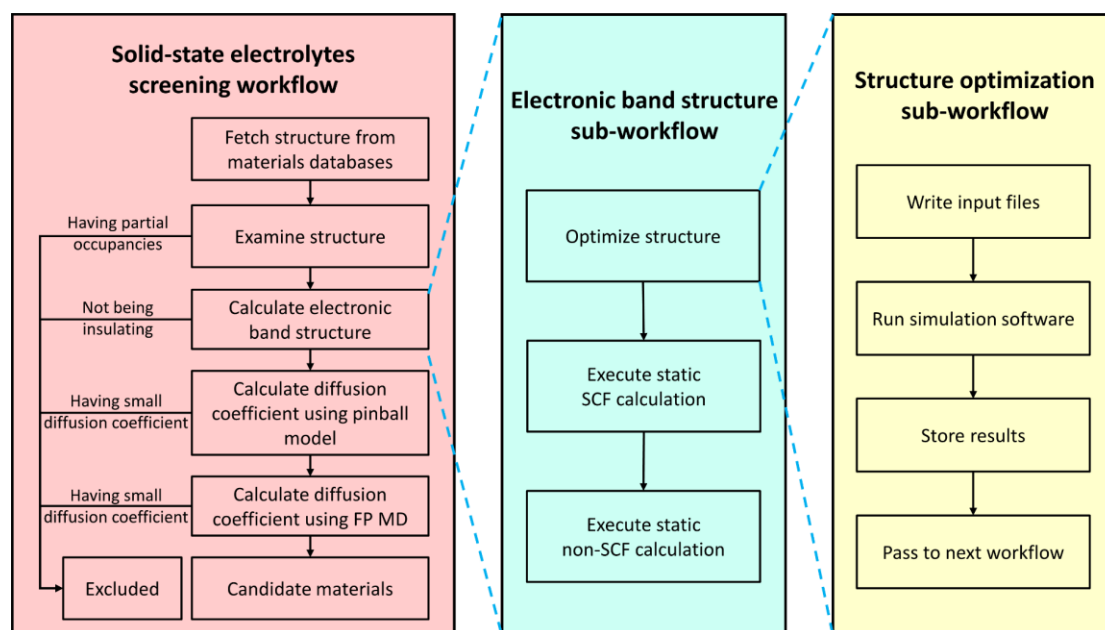 Solid-state electrolytes
screening workflow
Fetch structure from
materials databases
Having partial
occupancies
Examine structure
Not being
insulating
Calculate electronic
band structure
Having small
diffusion coefficient
Calculate diffusion
coefficient using pinball
model
Having small
diffusion coefficient
Calculate diffusion
coefficient using FP MD
Excluded
Candidate materials
Electronic band structure
sub-workflow
Optimize structure
Execute static
SCF calculation
Execute static
non-SCF calculation
Structure optimization
sub-workflow
Write input files
Run simulation software
Store results
Pass to next workflow